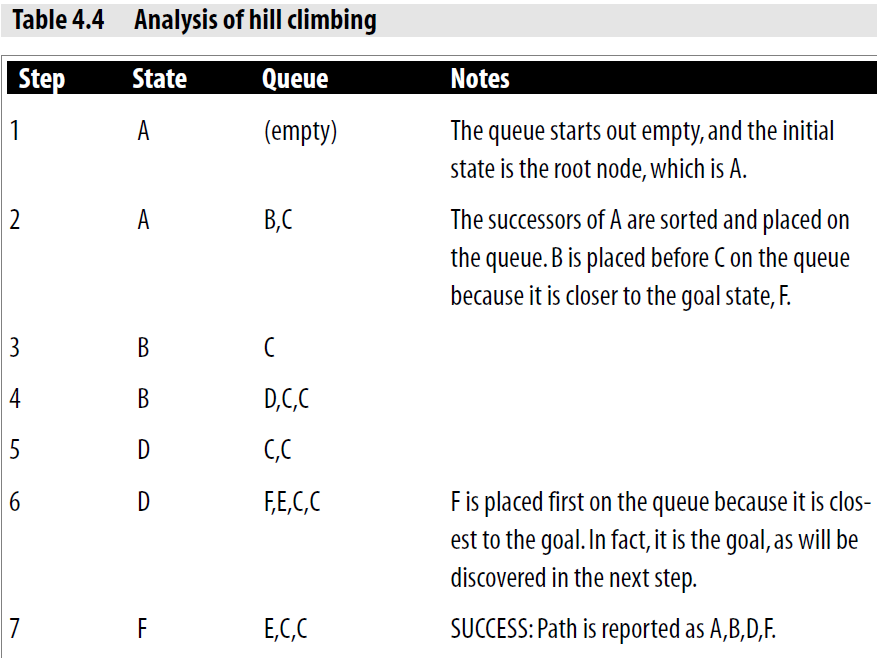 Table 4.4 Analysis of hill climbing
Step State Queue Notes
1 A (empty) The queue starts out empty, and the initial
state is the root node, which is A.
2 A B,C The successors of A are sorted and placed on
the queue. B is placed before C on the queue
because it is closer to the goal state, F.
3 B C
4 B D,C,C
5 D C,C
6 D F,E,C,C F is placed first on the queue because it is clos-
est to the goal. In fact, it is the goal, as will be
discovered in the next step.
7 F E,C,C SUCCESS: Path is reported as A,B,D,F.